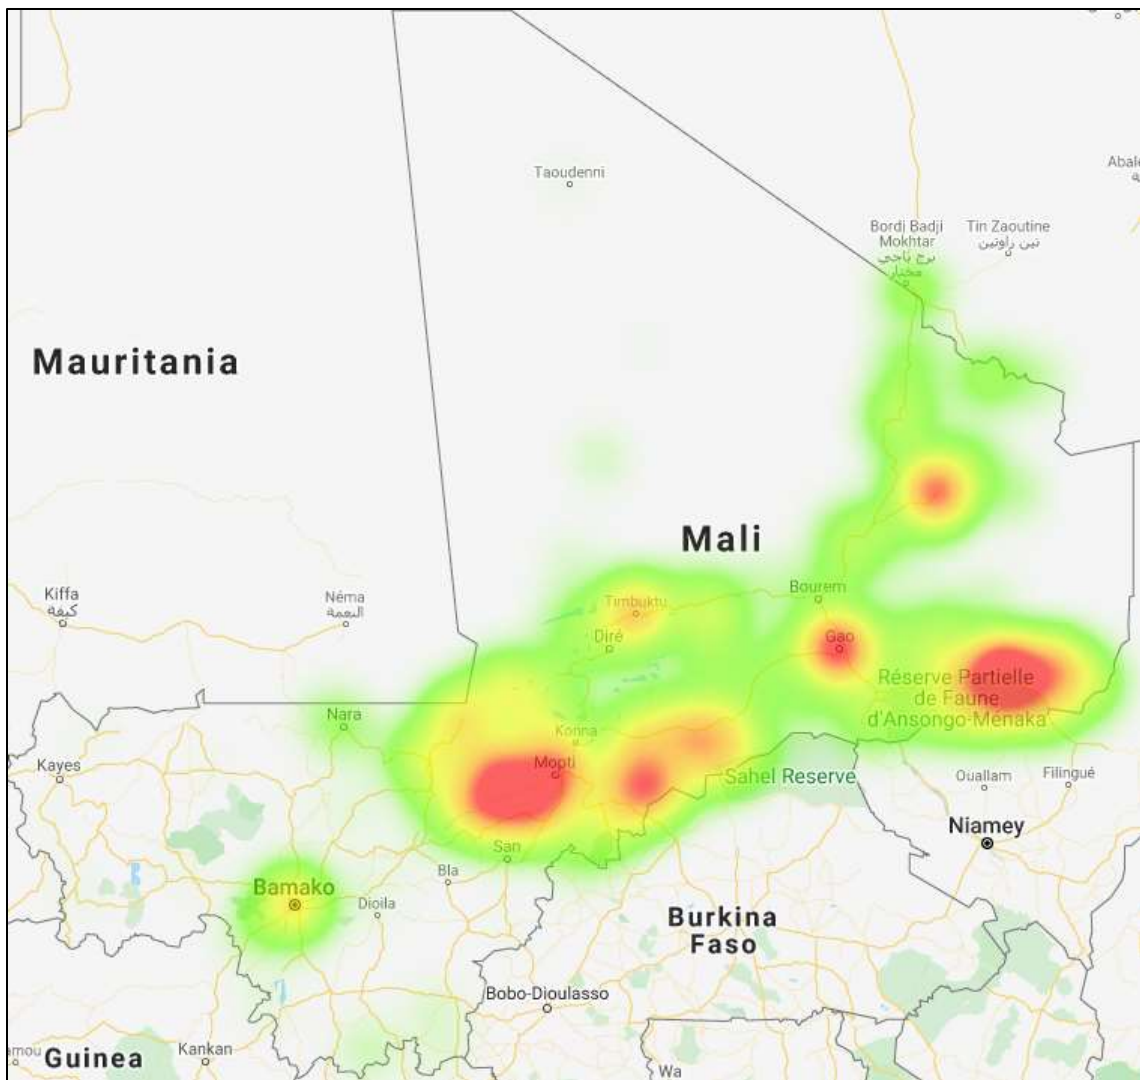 Taoudenni
Bordj Badji
Mokhtar
برج باجي
مختار
Tin Zaoutine
تين زاوتين
Mauritania
Mali
Kiffa
كيفة
Néma
النعمة
Bourem
Timbuktu
Diré
Gao
Réserve Partielle
de Faune
d'Ansongo-Ménaka
Nara
Konna
Mopti
Kayes
Sahel Reserve
Ouallam
Filingué
Niamey
San
Bla
Bamako
Dioila
Burkina
Faso
Bobo-Dioulasso
Guinea
Kankan
Wa